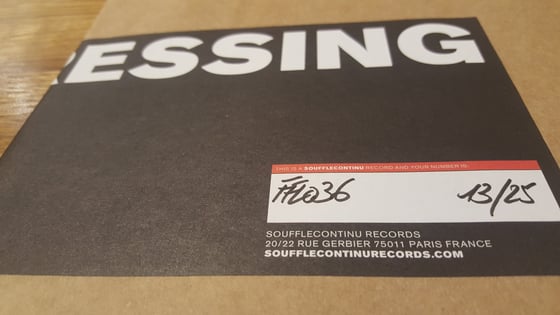 RESSING
THIS IS A SOUFFLECONTINU RECORD AND YOUR NUMBER IS:
FFL036 13/25
SOUFFLECONTINU RECORDS
20/22 RUE GERBIER 75011 PARIS FRANCE
SOUFFLECONTINURECORDS.COM